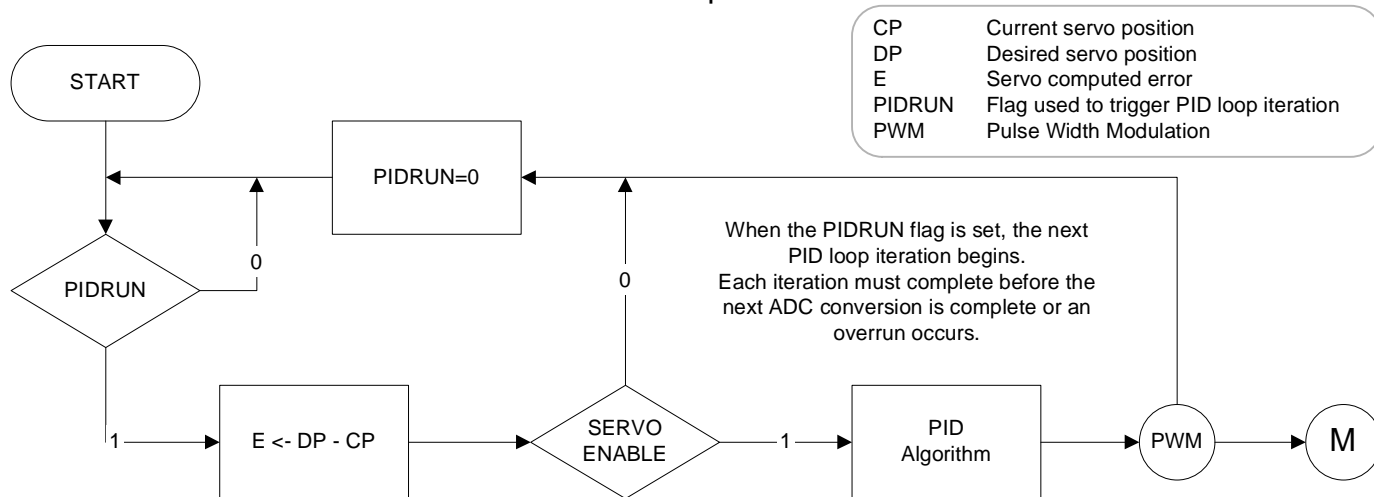 CP Current servo position
DP Desired servo position
E Servo computed error
PIDRUN Flag used to trigger PID loop iteration
PWM Pulse Width Modulation
START
PIDRUN=0
When the PIDRUN flag is set, the next
PID loop iteration begins.
Each iteration must complete before the
next ADC conversion is complete or an
overrun occurs.
0
0
PIDRUN
1
E <- DP - CP
SERVO
ENABLE
1
PID
Algorithm
PWM
M